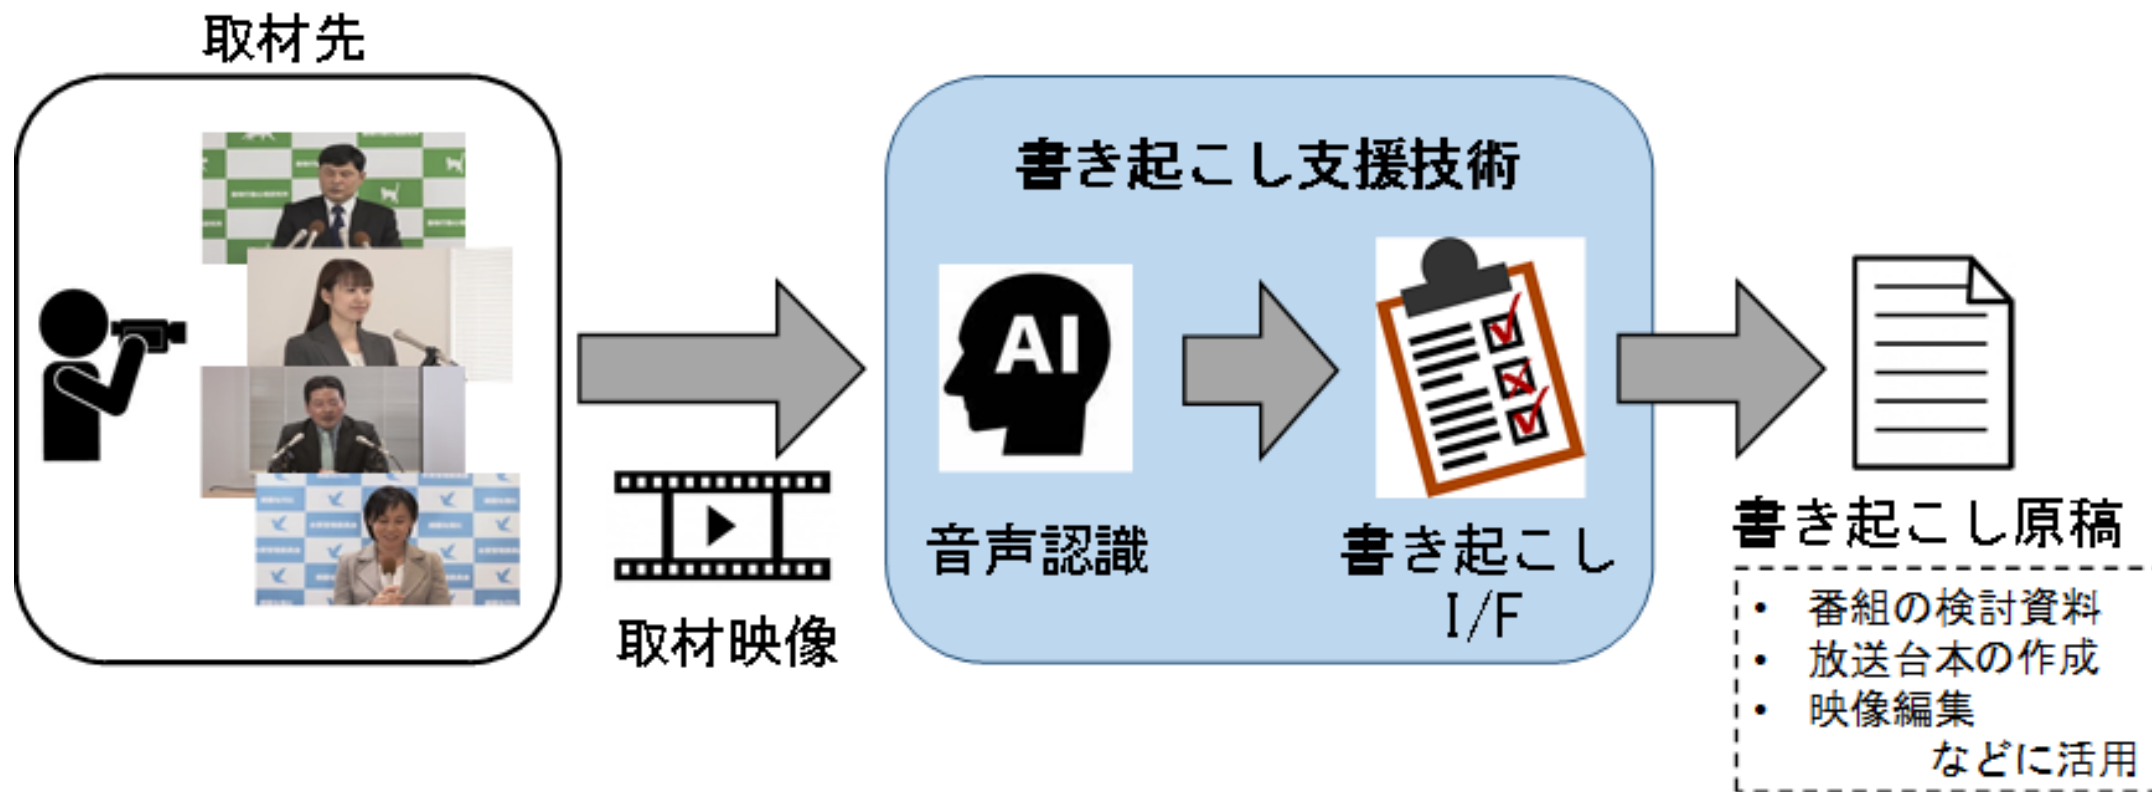 取材先
取材映像
書き起こし支援技術
AI
音声認識
書き起こし
I/F
書き起こし原稿
• 番組の検討資料
• 放送台本の作成
• 映像編集
などに活用